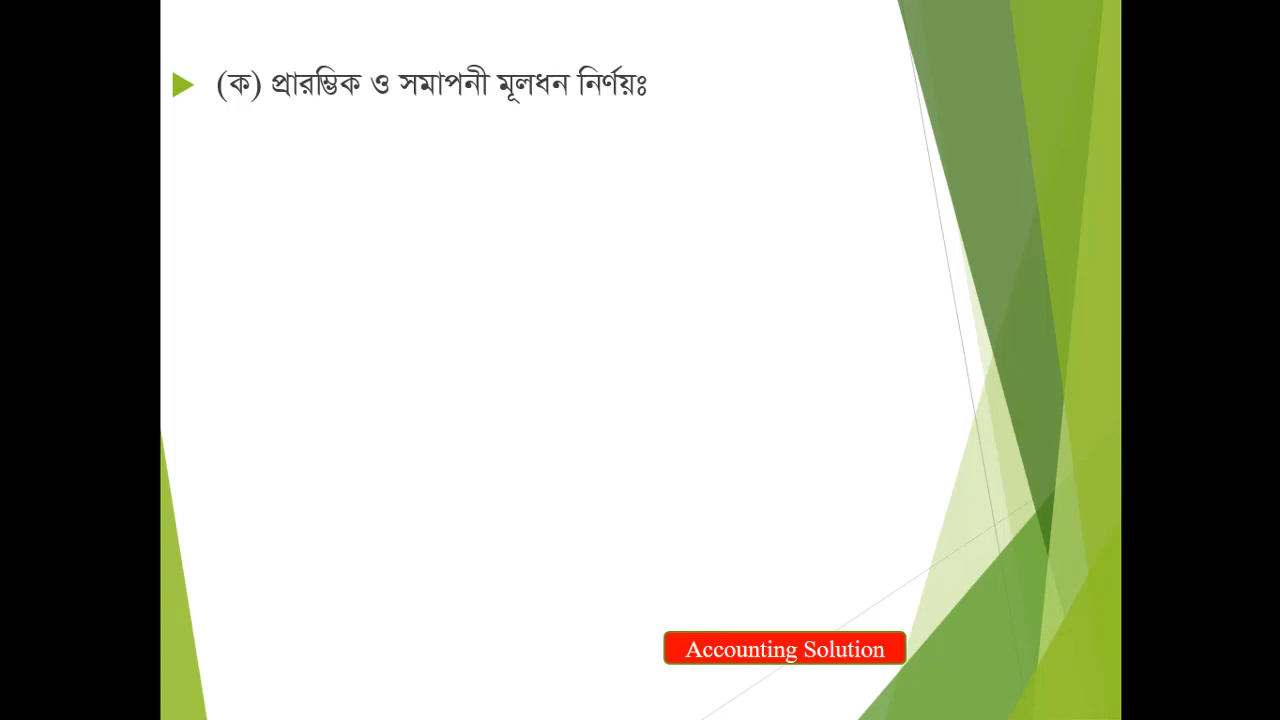 (ক) প্রারম্ভিক ও সমাপনী মূলধন নির্ণয়ঃ
Accounting Solution